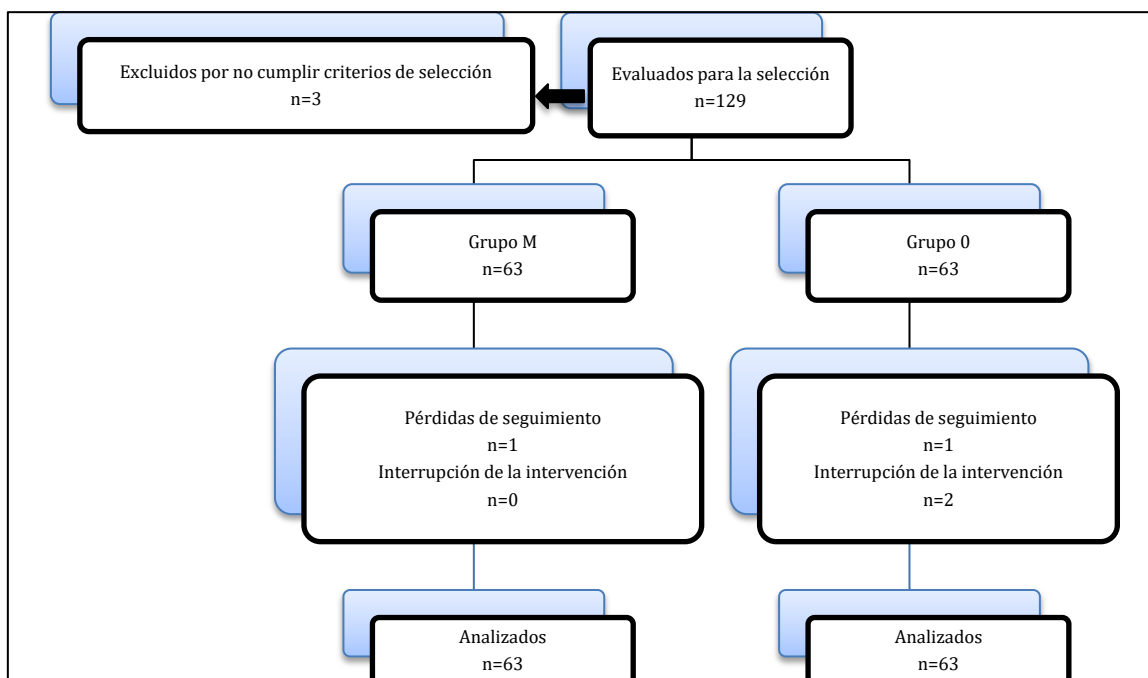 Excluidos por no cumplir criterios de selección
n=3
Evaluados para la selección
n=129
Grupo M
n=63
Grupo 0
n=63
Pérdidas de seguimiento
n=1
Interrupción de la intervención
n=0
Pérdidas de seguimiento
n=1
Interrupción de la intervención
n=2
Analizados
n=63
Analizados
n=63